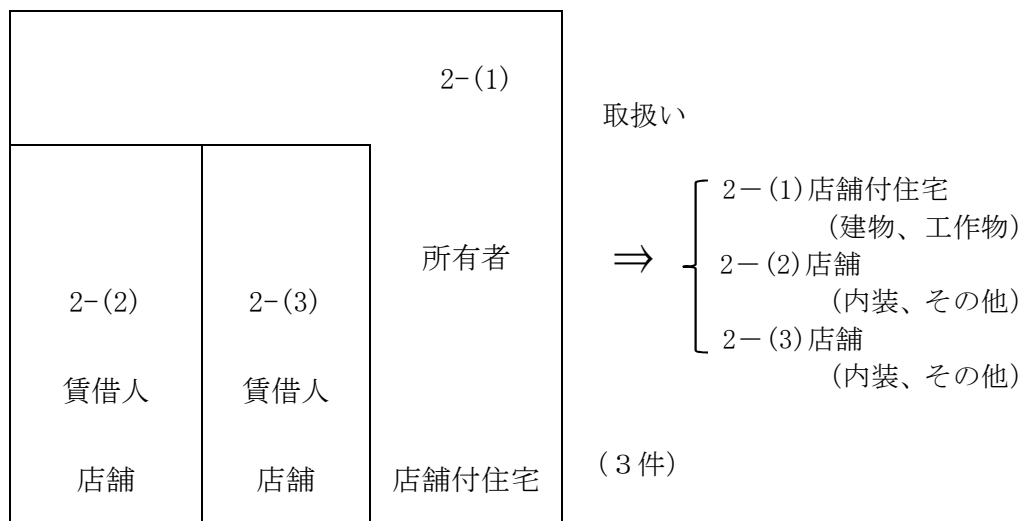 2-(1)
所有者
店舗付住宅
2-(2)
賃借人
店舗
2-(3)
賃借人
店舗
取扱い
⇒
2－(1)店舗付住宅
（建物、工作物）
2－(2)店舗
（内装、その他）
2－(3)店舗
（内装、その他）
（３件）